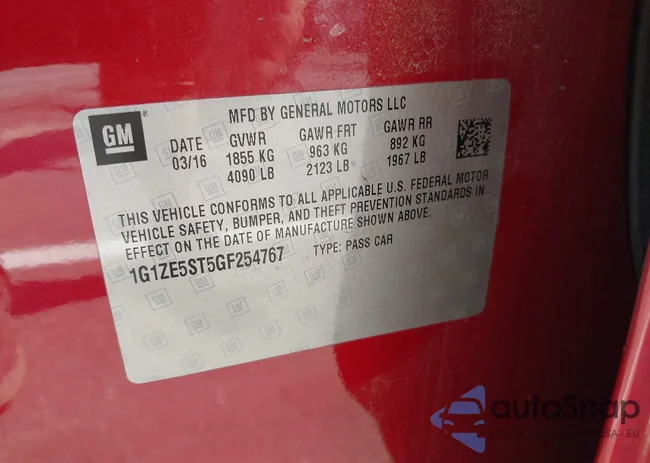 GM
MFD BY GENERAL MOTORS LLC
DATE GVWR GAWR FRT GAWR RR
03/16 1855 KG 963 KG 892 KG
4090 LB 2123 LB 1967 LB
THIS VEHICLE CONFORMS TO ALL APPLICABLE U.S. FEDERAL MOTOR
VEHICLE SAFETY, BUMPER, AND THEFT PREVENTION STANDARDS IN
EFFECT ON THE DATE OF MANUFACTURE SHOWN ABOVE.
1G1ZE5ST5GF254767 TYPE: PASS CAR
autoSnap